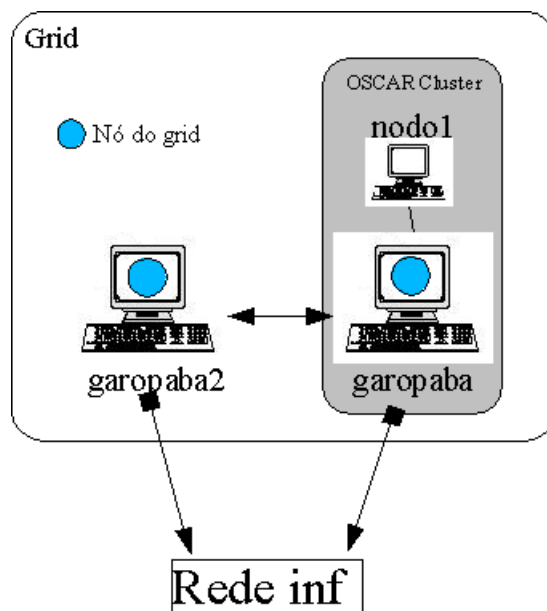 Grid
OSCAR Cluster
nodo1
Nó do grid
garopaba2
garopaba
Rede inf